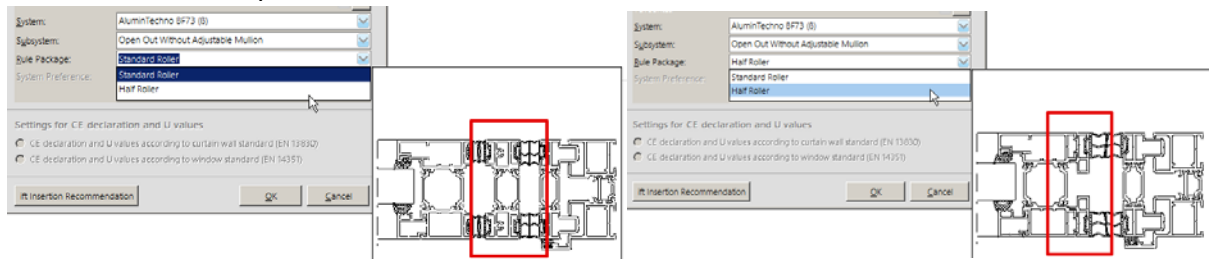 System:
AluminTechno BF73 (8)
Subsystem:
Open Out Without Adjustable Mullion
Rule Package:
Standard Roller
System Preference:
Standard Roller
Half Roller
Settings for CE declaration and U values
CE declaration and U values according to curtain wall standard (EN 13830)
CE declaration and U values according to window standard (EN 14351)
ift Insertion Recommendation
OK
Cancel
System:
AluminTechno BF73 (8)
Subsystem:
Open Out Without Adjustable Mullion
Rule Package:
Half Roller
System Preference:
Standard Roller
Half Roller
Settings for CE declaration and U values
CE declaration and U values according to curtain wall standard (EN 13830)
CE declaration and U values according to window standard (EN 14351)
ift Insertion Recommendation
OK
Cancel